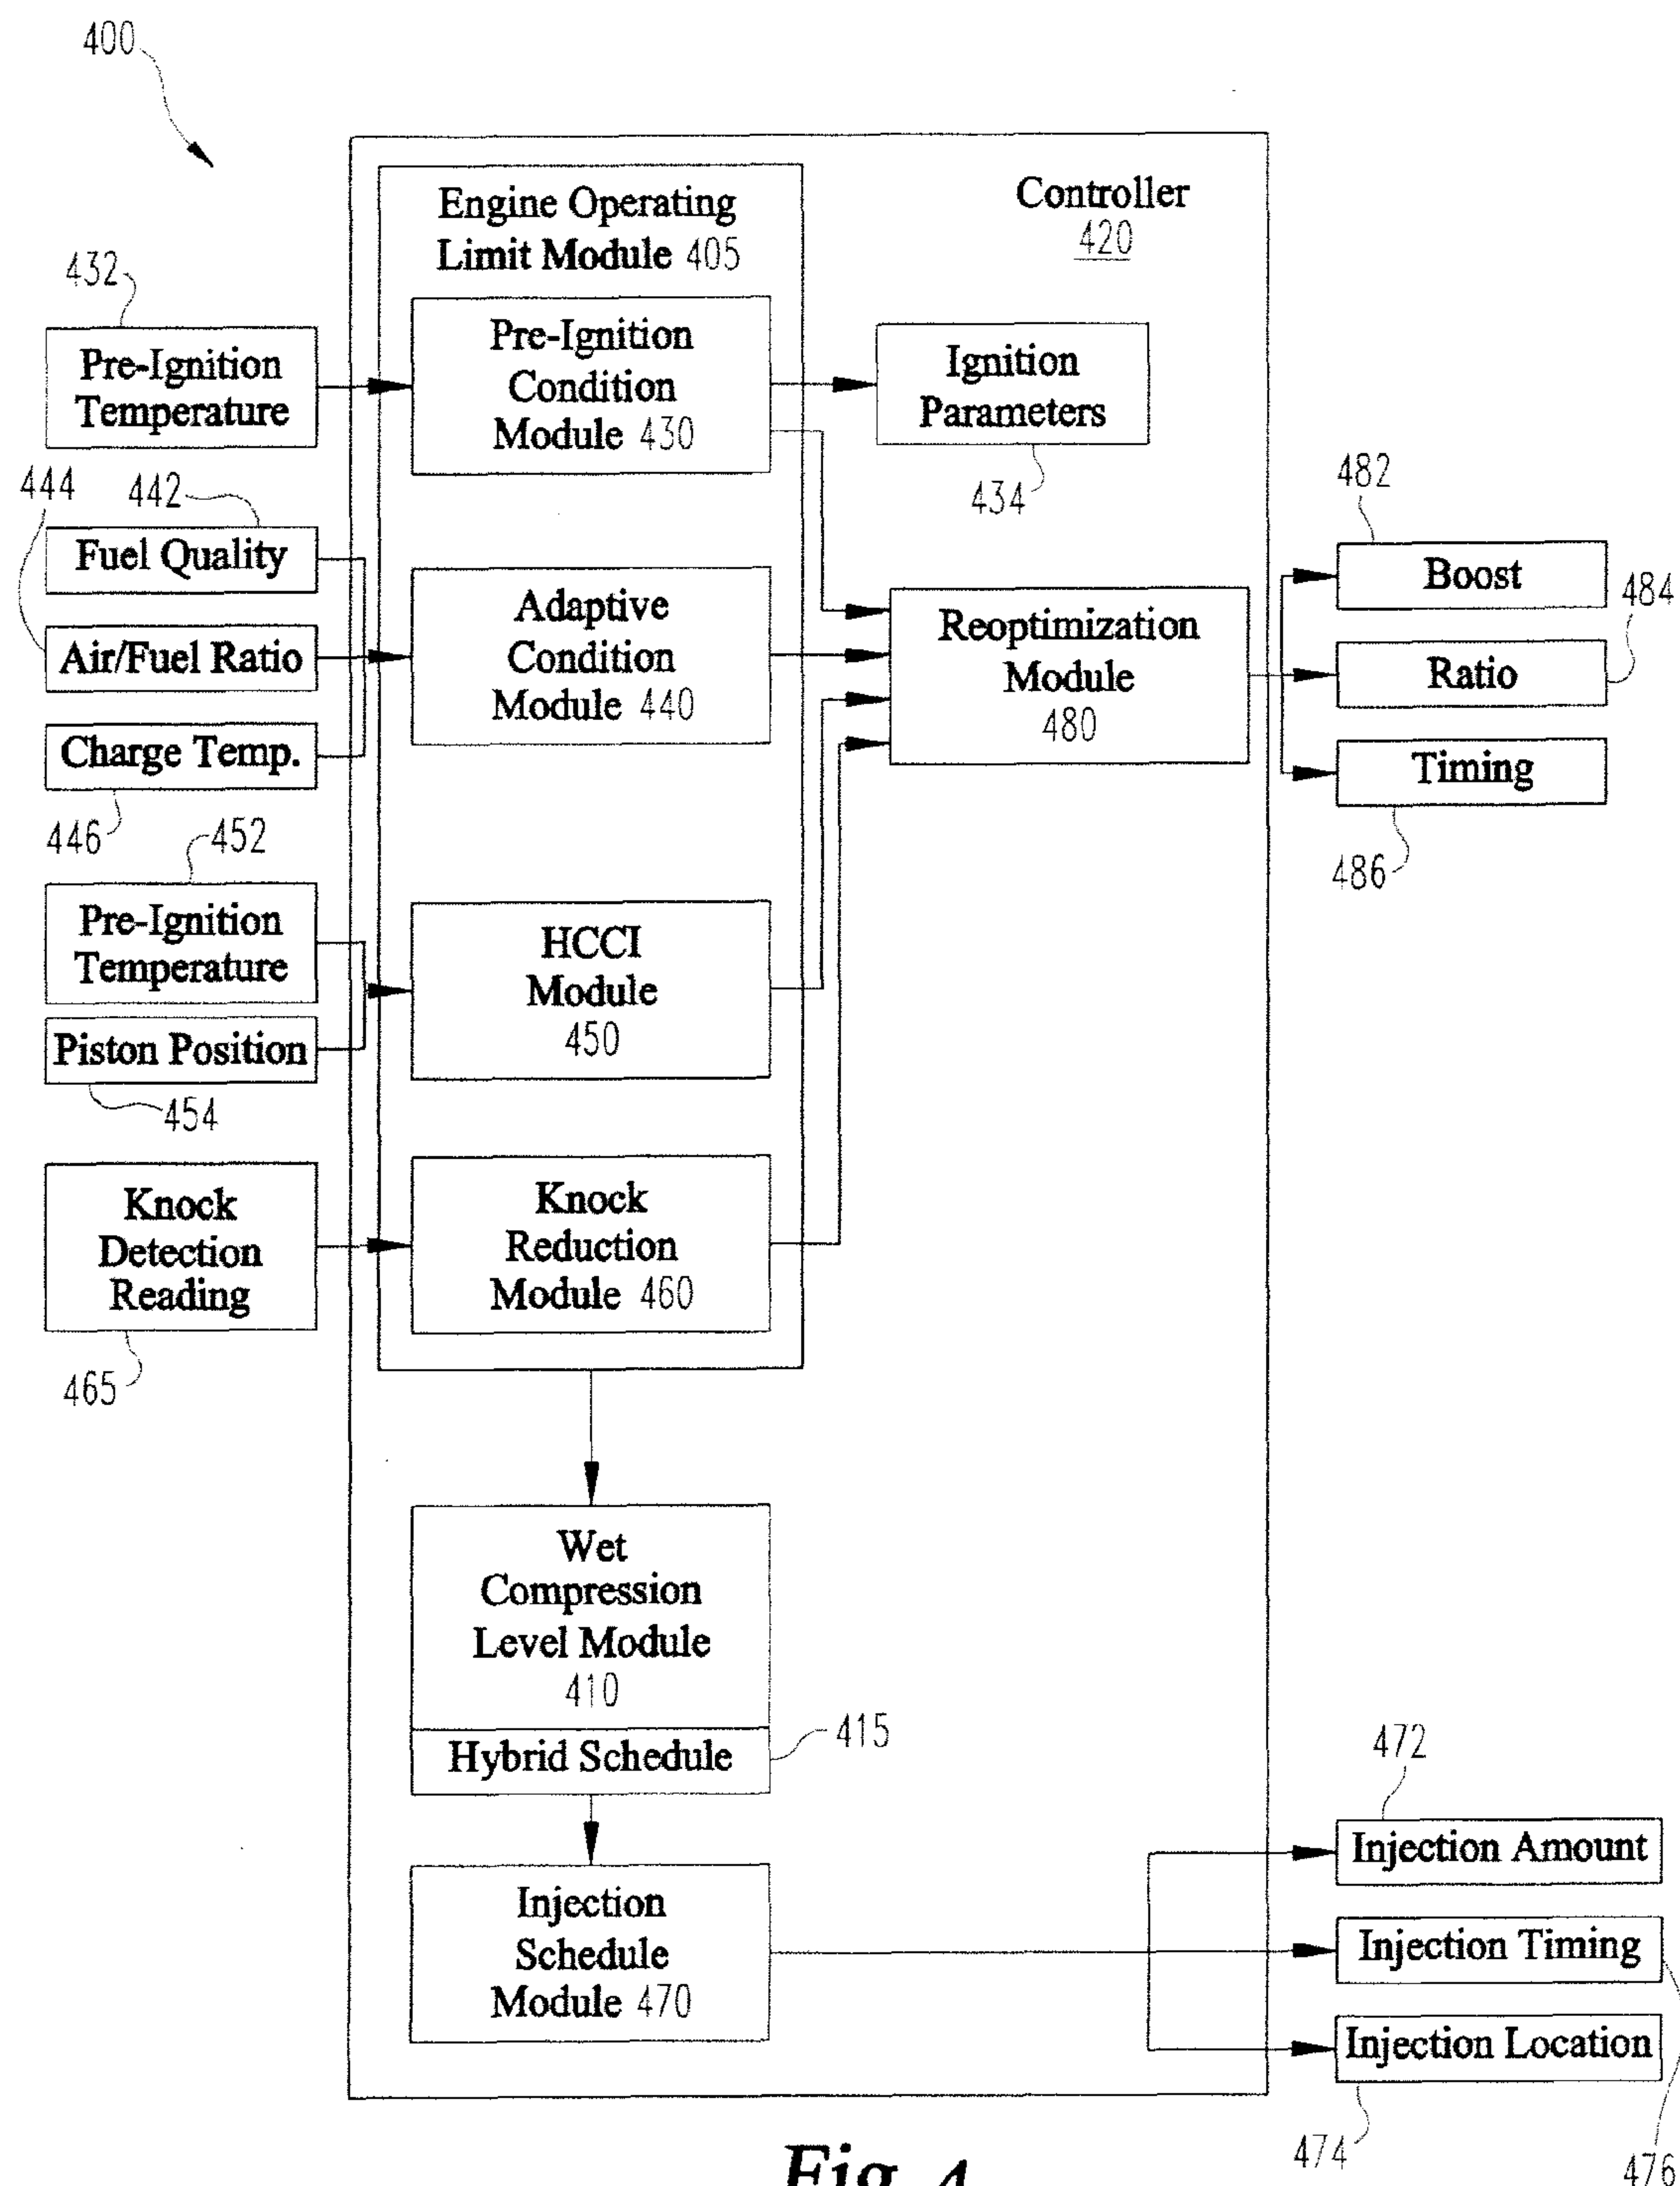 400
Controller
420
Engine Operating
Limit Module 405
432
Pre-Ignition
Temperature
Pre-Ignition
Condition
Module 430
Ignition
Parameters
434
444
442
Fuel Quality
Air/Fuel Ratio
Charge Temp.
446
Adaptive
Condition
Module 440
Reoptimization
Module
480
482
Boost
484
Ratio
Timing
486
452
Pre-Ignition
Temperature
Piston Position
454
HCCI
Module
450
Knock
Detection
Reading
465
Knock
Reduction
Module 460
Wet
Compression
Level Module
410
Hybrid Schedule
415
Injection
Schedule
Module 470
472
Injection Amount
Injection Timing
Injection Location
474
476
Fig. 4